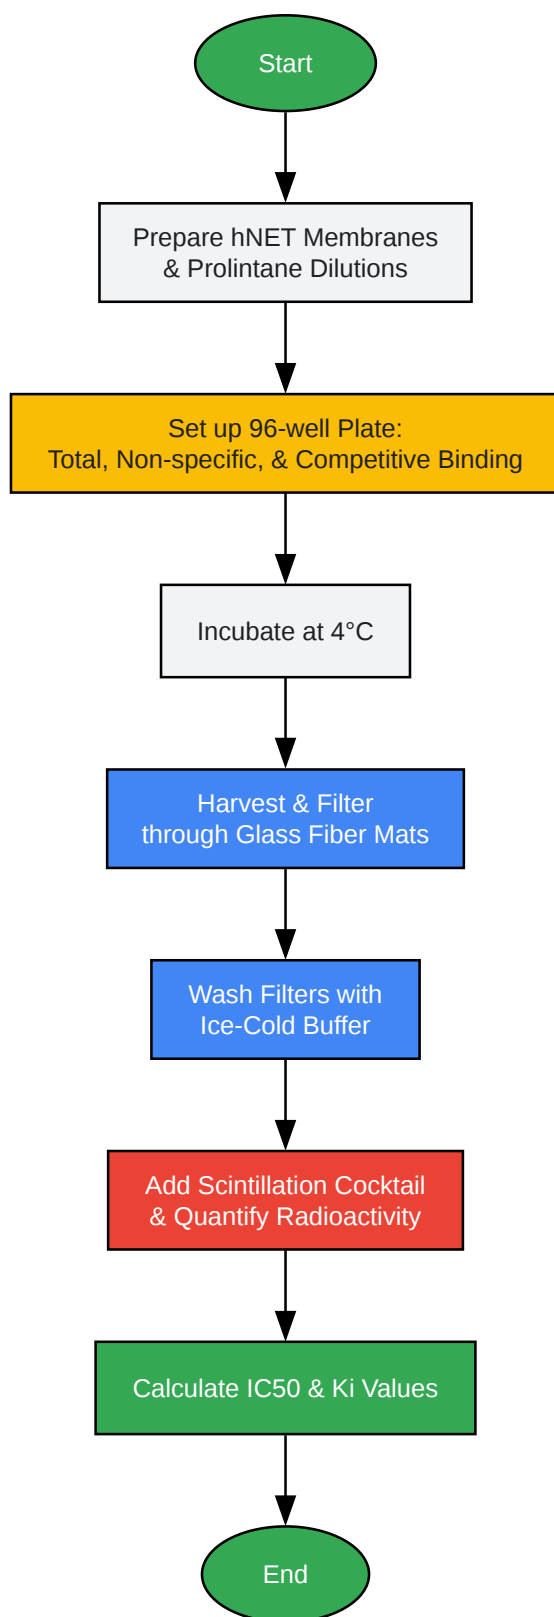 Start
Prepare hNET Membranes
& Prolintane Dilutions
Set up 96-well Plate:
Total, Non-specific, & Competitive Binding
Incubate at 4°C
Harvest & Filter
through Glass Fiber Mats
Wash Filters with
Ice-Cold Buffer
Add Scintillation Cocktail
& Quantify Radioactivity
Calculate IC50 & Ki Values
End